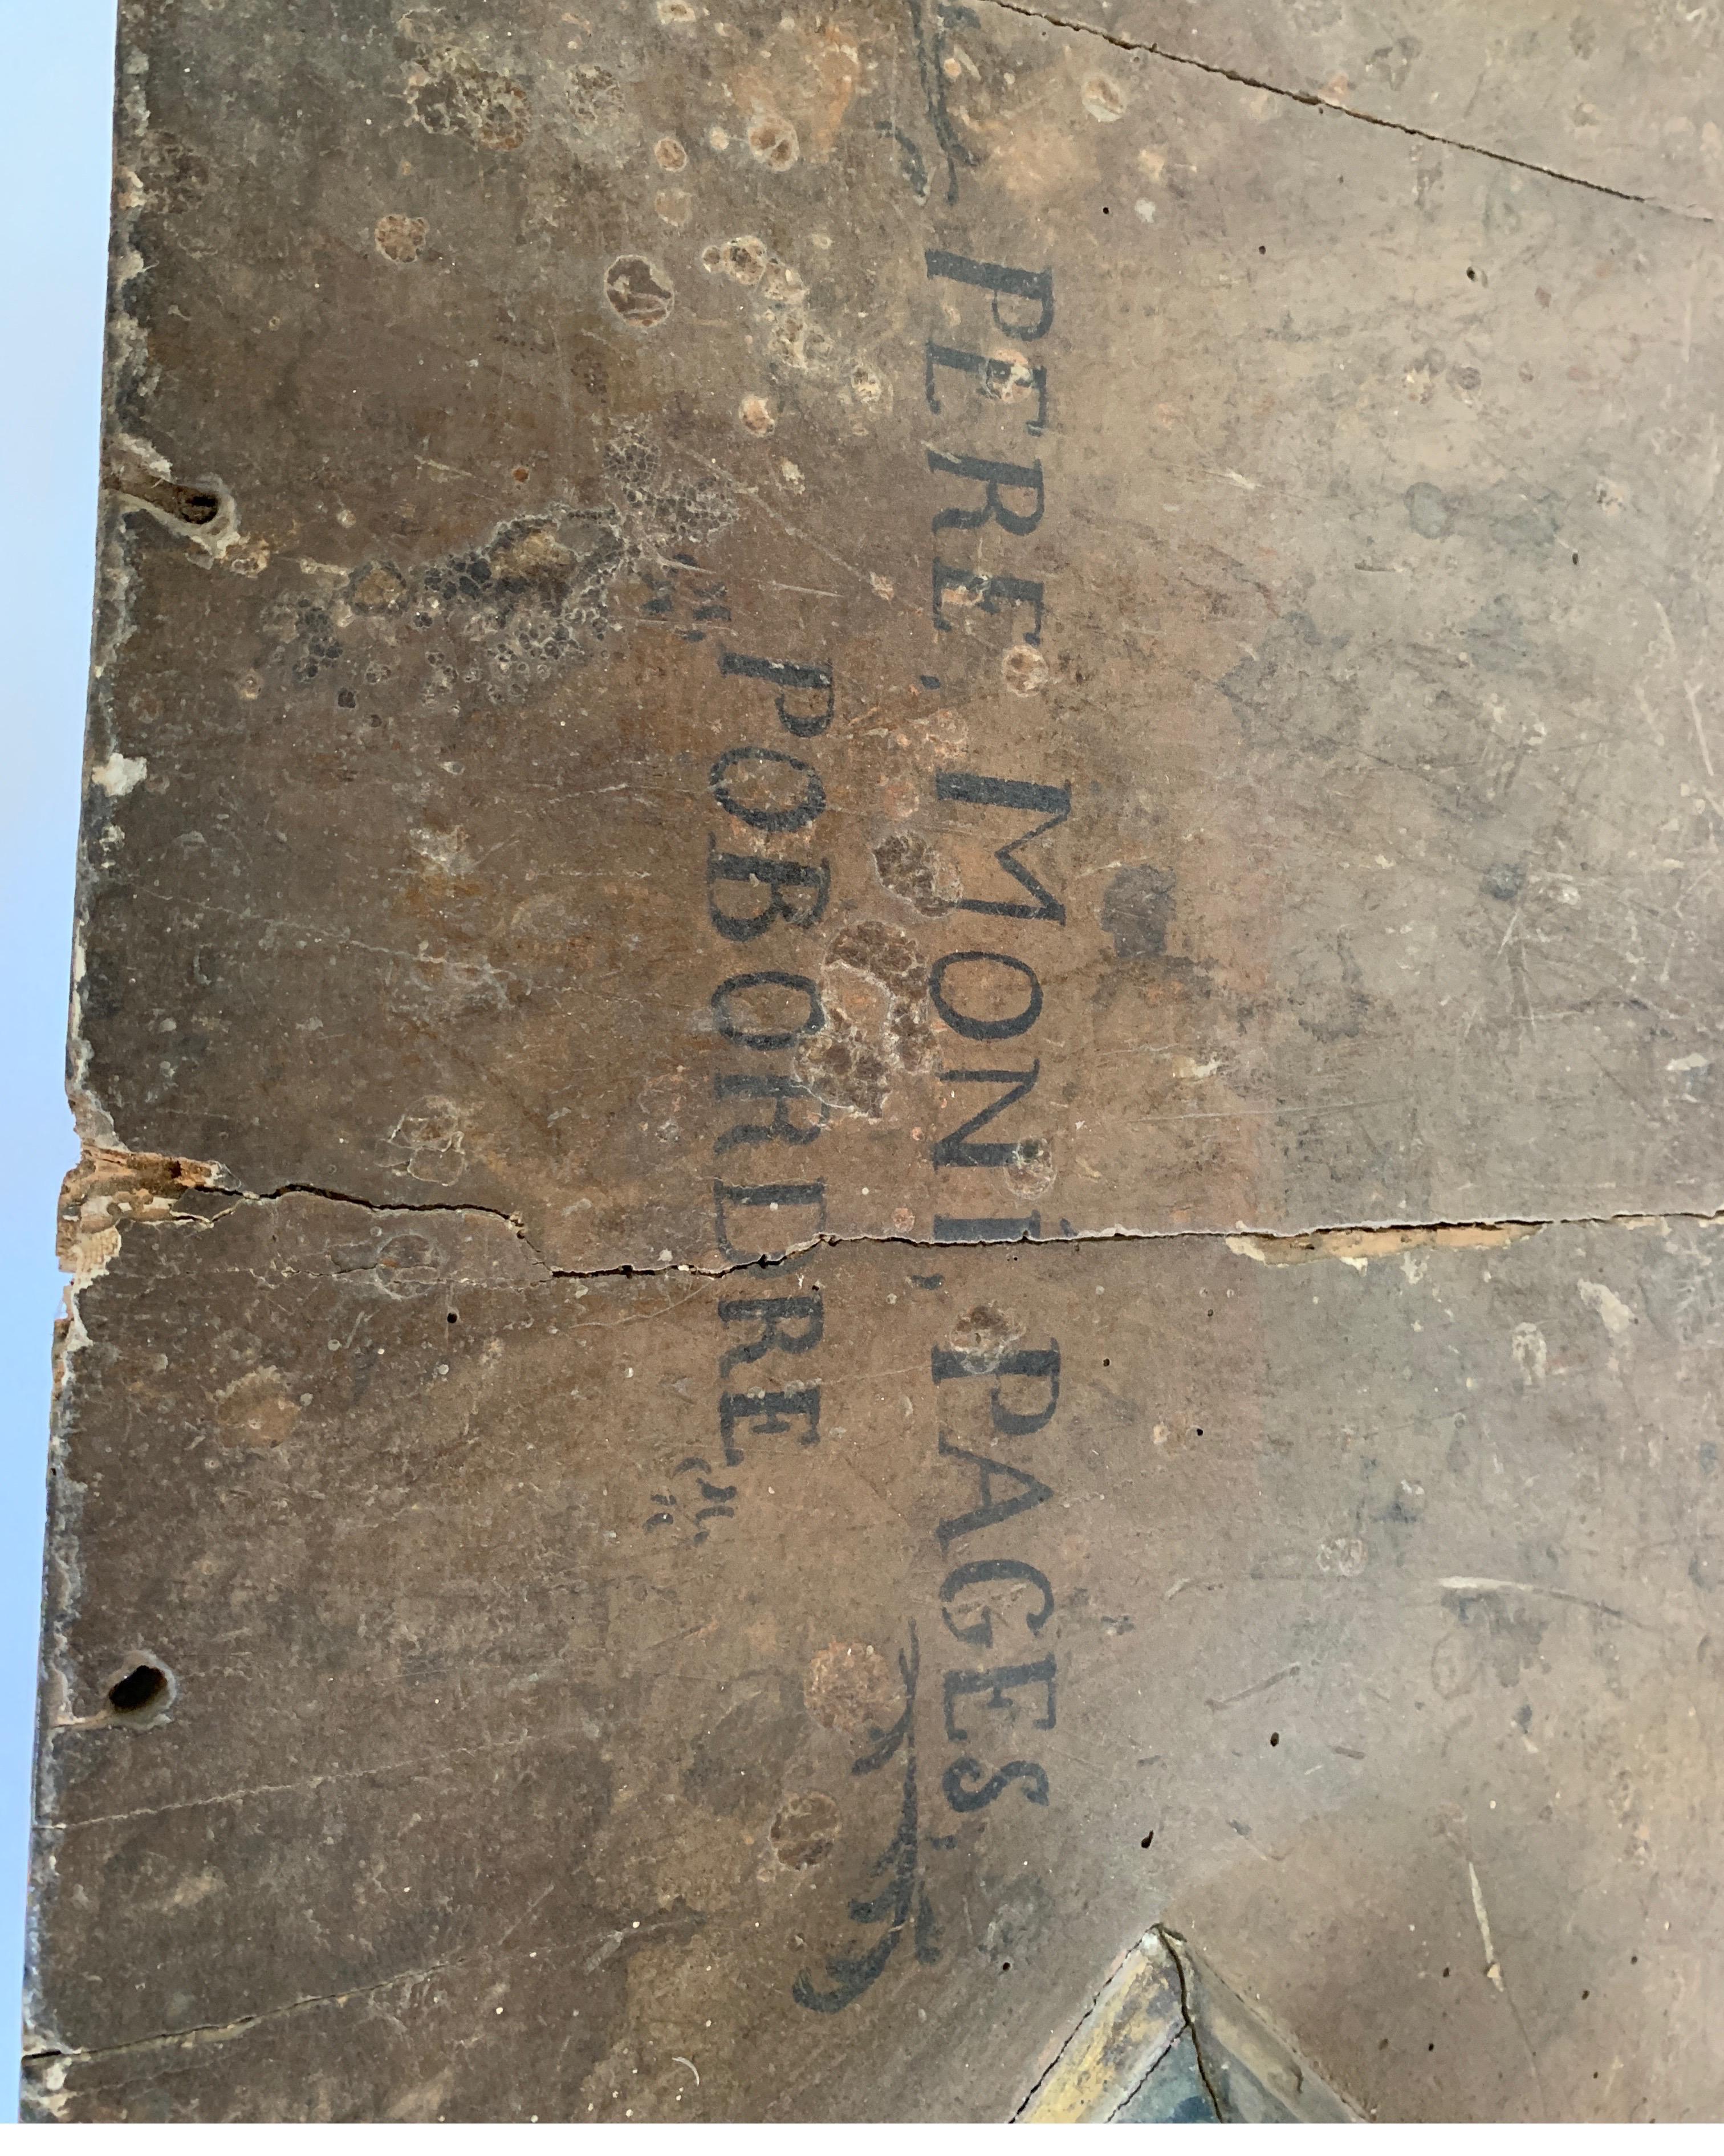 PERE, MONI, PAGES.
POBORDRE